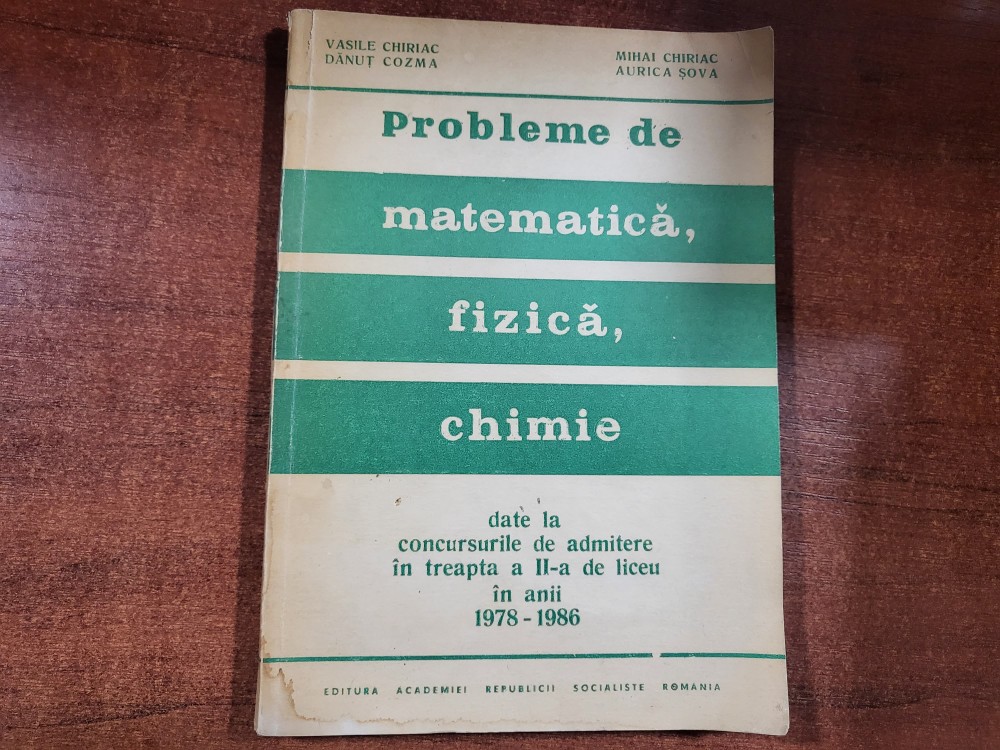 VASILE CHIRIAC
DĂNUȚ COZMA
MIHAI CHIRIAC
AURICA ȘOVA
Probleme de
matematică,
fizică,
chimie
date la
concursurile de admitere
în treapta a II-a de liceu
în anii
1978 - 1986
EDITURA ACADEMIEI REPUBLICII SOCIALISTE ROMÂNIA